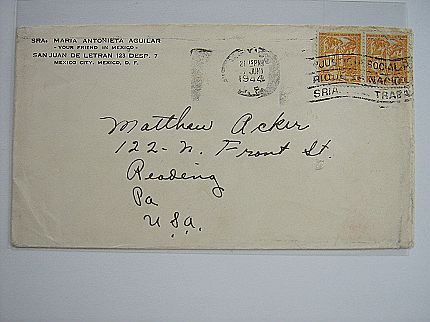 SRA. MARIA ANTONIETA AGUILAR
- YOUR FRIEND IN MEXICO -
SAN JUAN DE LETRAN 123 DESP. 7
MEXICO CITY, MEXICO, D. F.
1944
SOCIAL
SRIA. TRABA
Matthew Acker
122-N. Front St.
Reading
Pa
U.S.A.